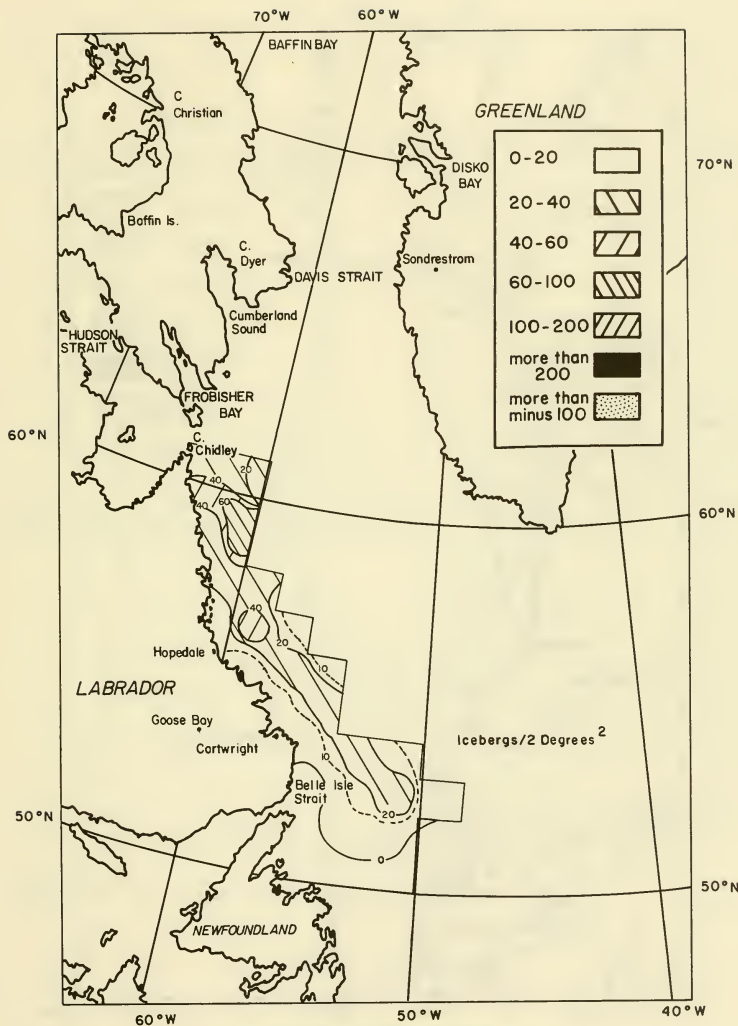 70°W
60°W
BAFFIN BAY
C
Christian
GREENLAND
0-20
20-40
40-60
60-100
100-200
more than
200
more than
minus 100
DISKO
BAY
70°N
Baffin Is.
C.
Dyer
Sondrestrom
DAVIS STRAIT
Cumberland
Sound
HUDSON
STRAIT
FROBISHER
BAY
60°N
C.
Chidley
20
40
40
60
60°N
40
20
10
Hopedale
LABRADOR
Goose Bay
Cartwright
Icebergs/2 Degrees²
10
Belle Isle
Strait
20
50°N
0
50°N
NEWFOUNDLAND
60°W
50°W
40°W